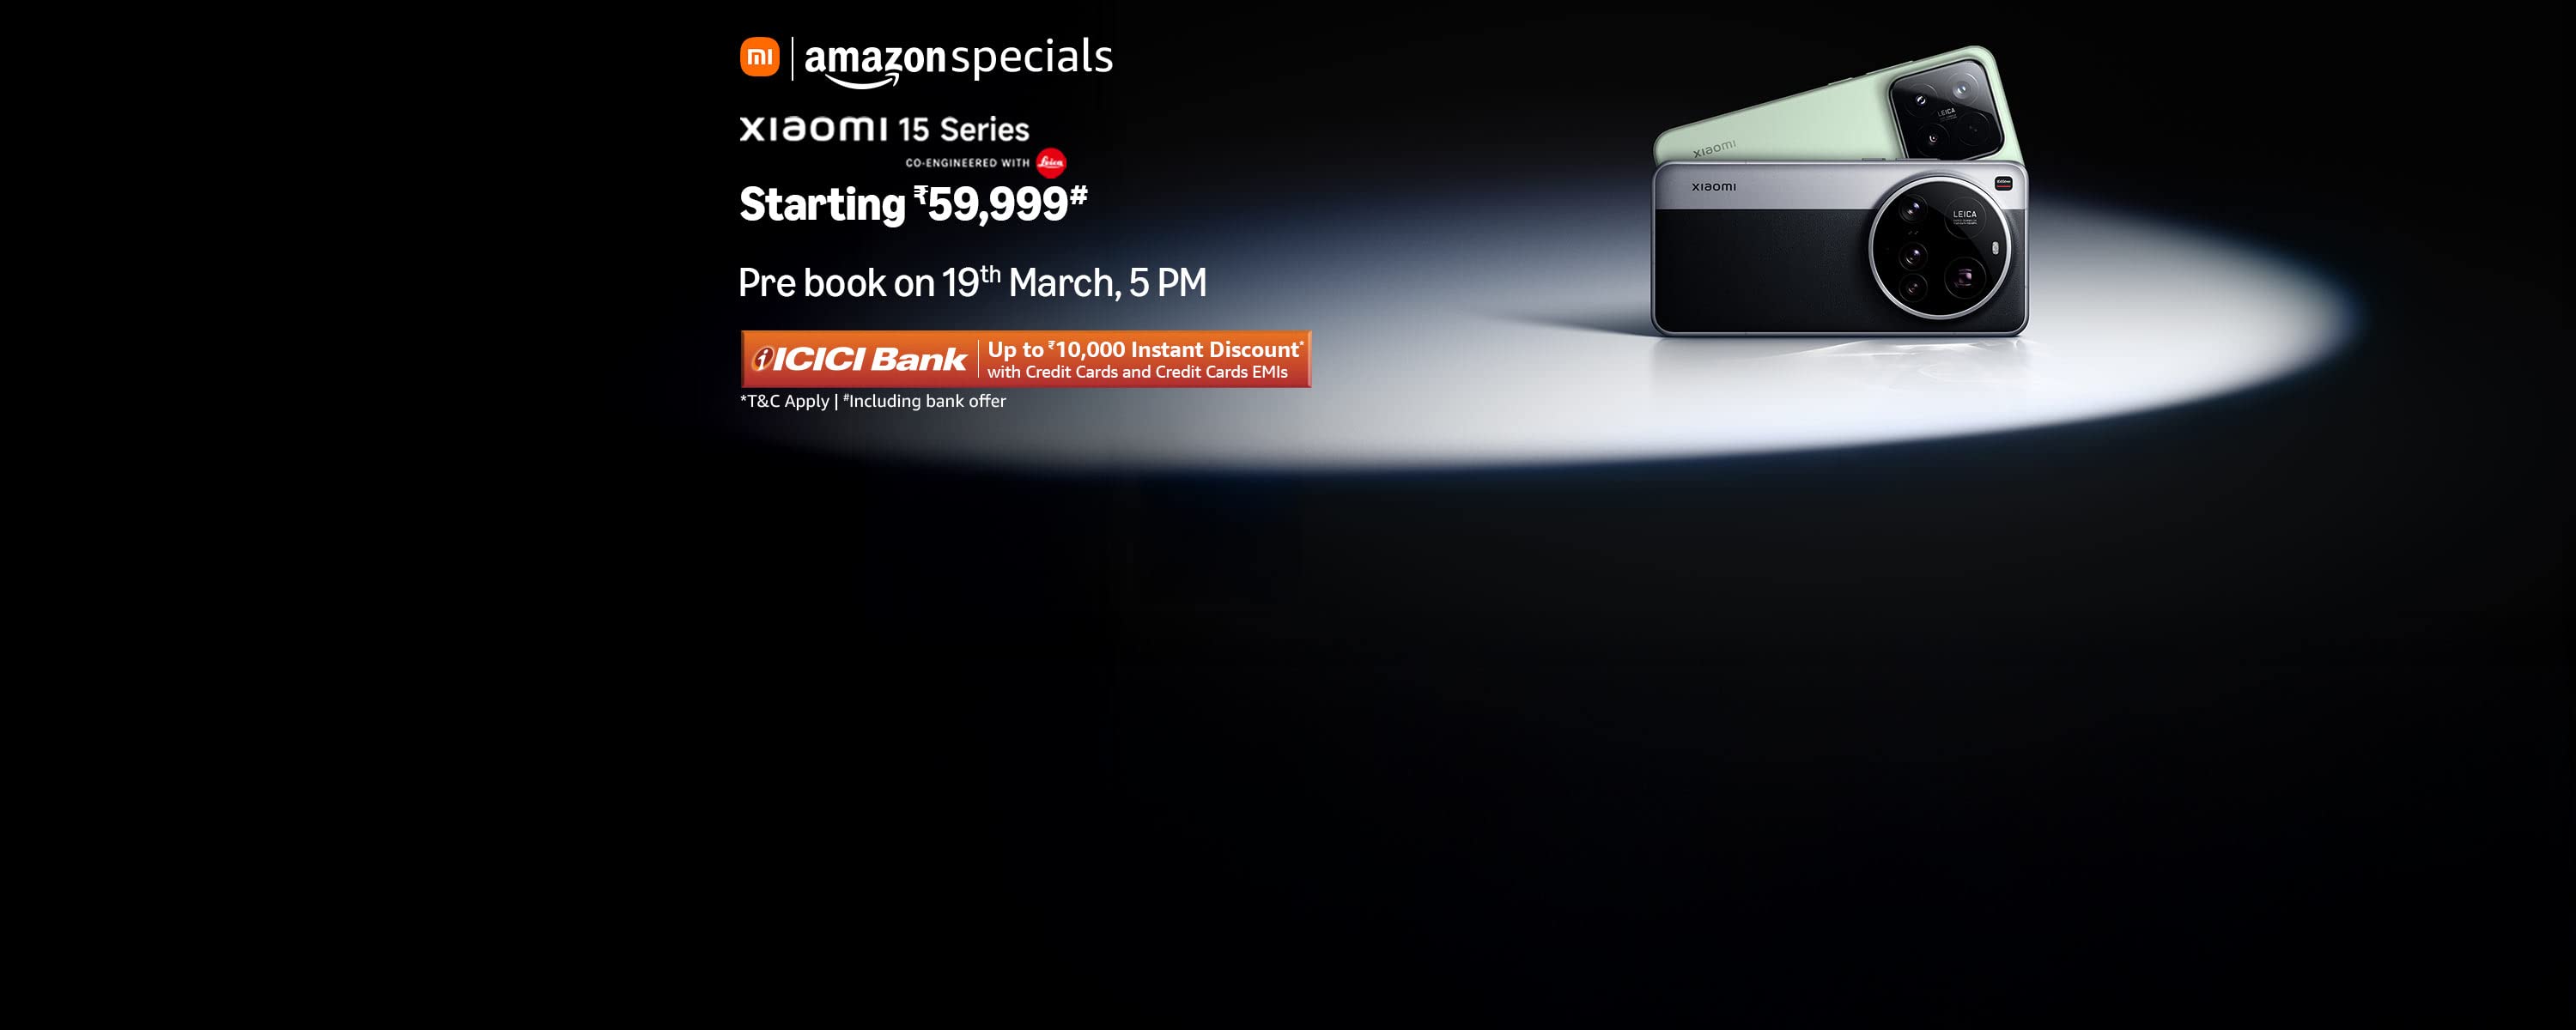 mi | amazon specials
xiaomi 15 Series
CO-ENGINEERED WITH Leica
Starting ₹59,999#
Pre book on 19th March, 5 PM
ICICI Bank | Up to ₹10,000 Instant Discount*
with Credit Cards and Credit Cards EMIs
*T&C Apply | #Including bank offer
xiaomi
LEICA
xiaomi
LEICA